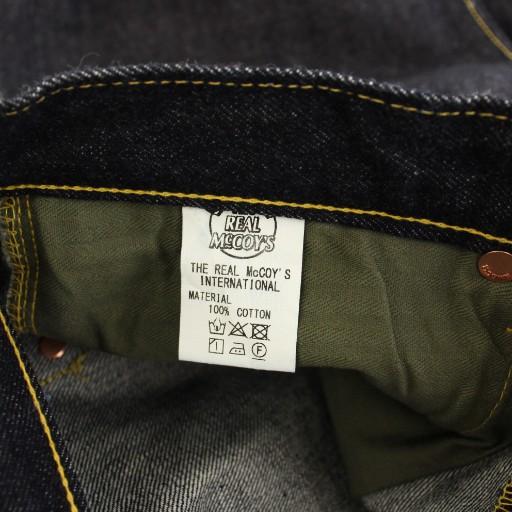 REAL
McCOY'S
THE REAL McCOY'S
INTERNATIONAL
MATERIAL
100% COTTON
F